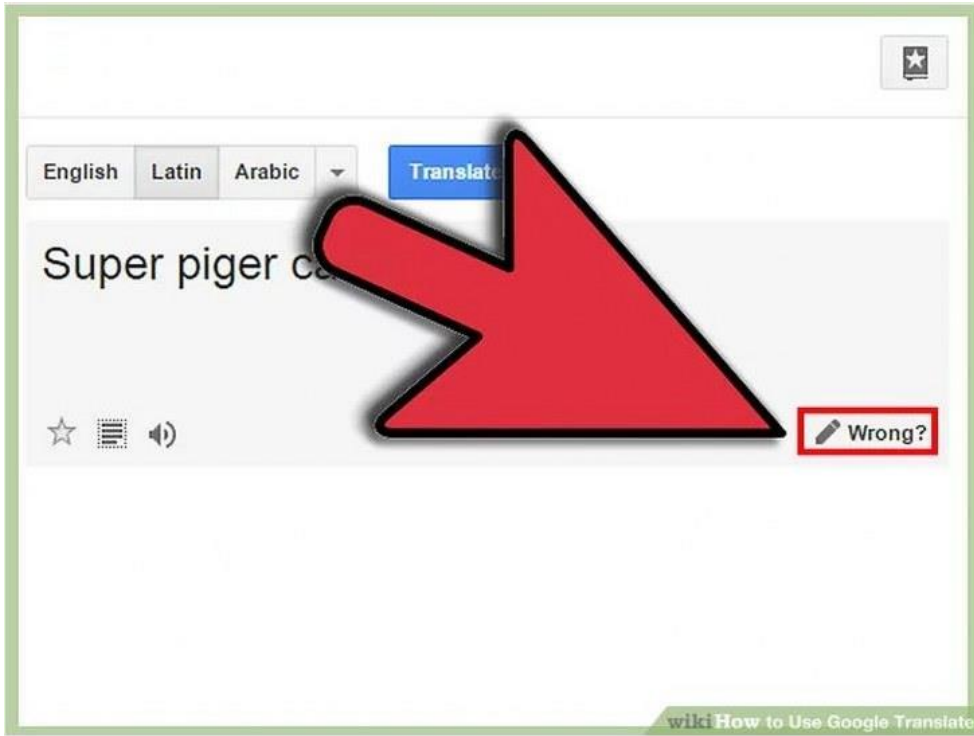 English Latin Arabic Translate
Super piger
Wrong?
wikiHow to Use Google Translate